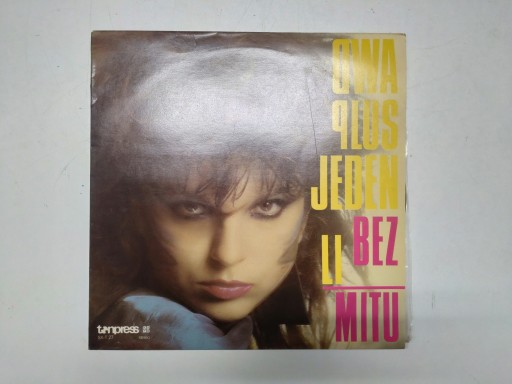 DWA
PLUS
JEDEN
BEZ
LI
MITU
tonpress